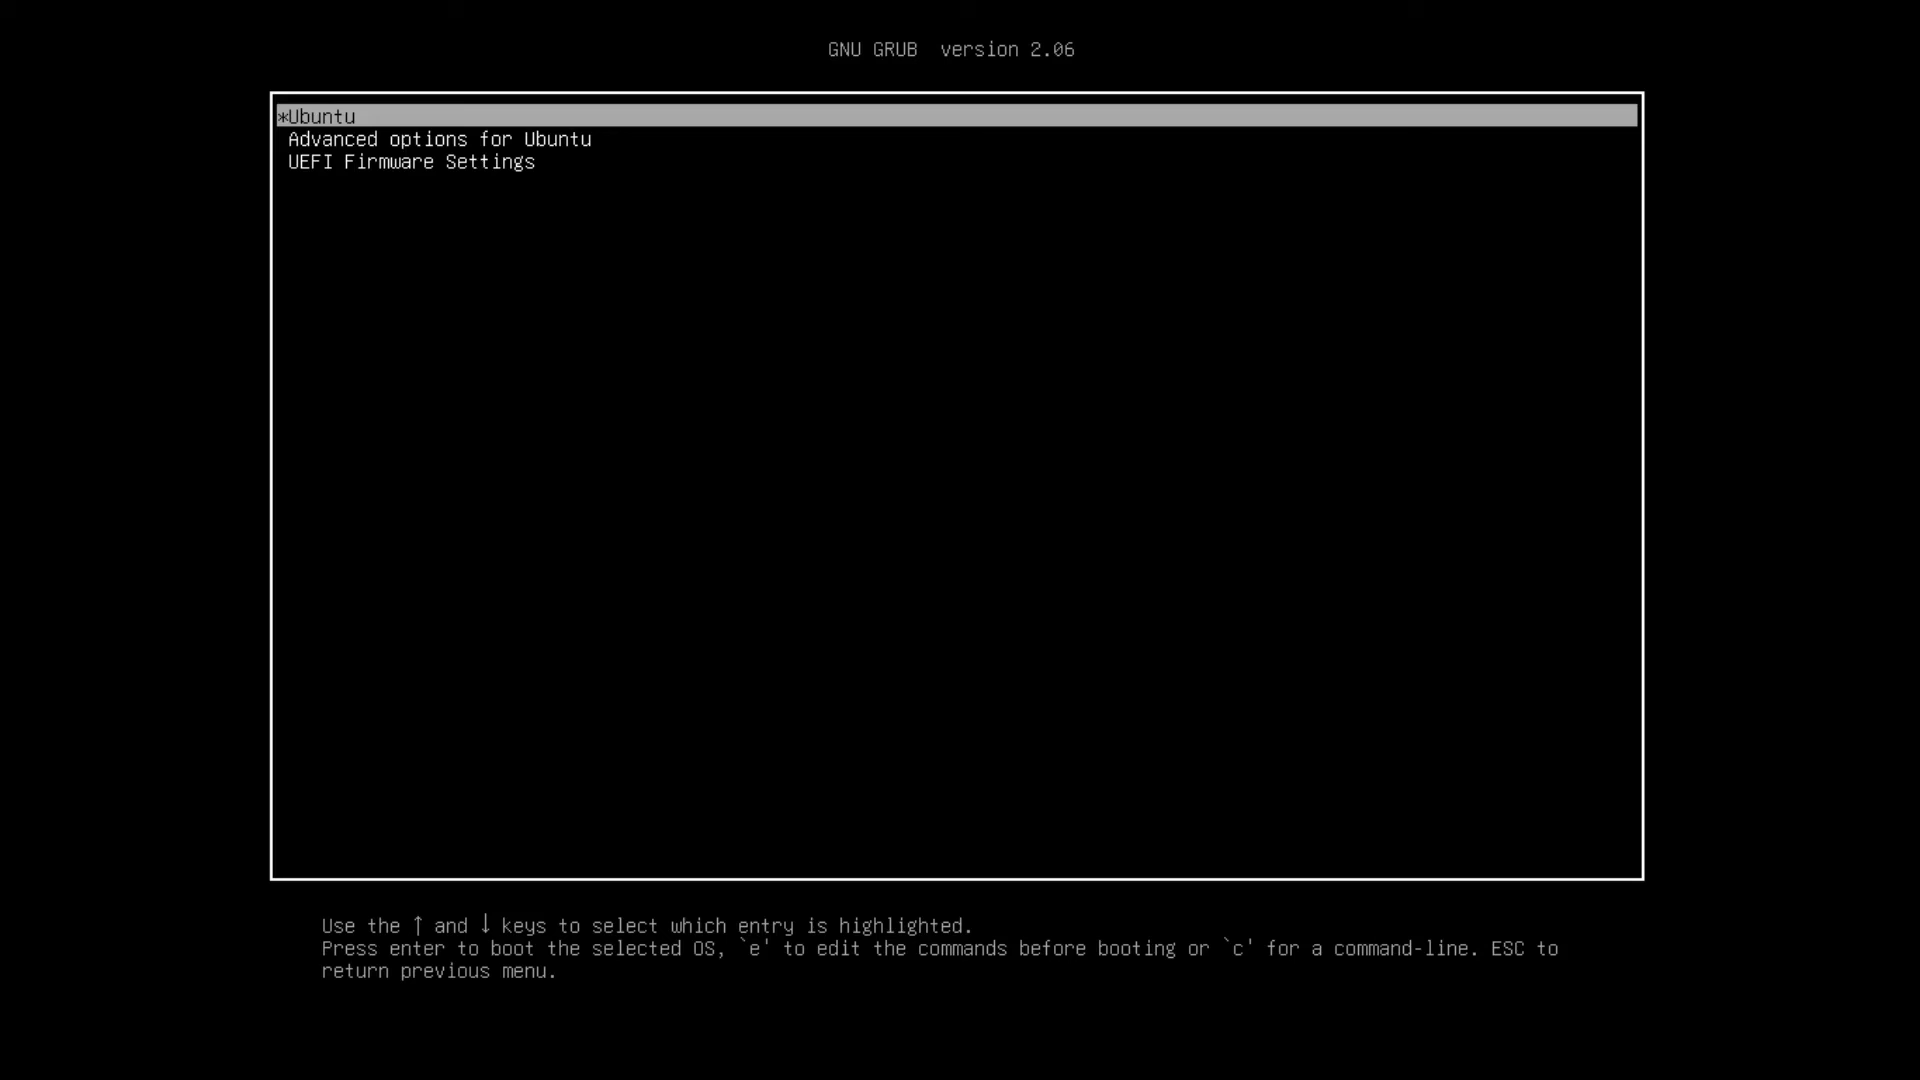 GNU GRUB  version 2.06
*Ubuntu
Advanced options for Ubuntu
UEFI Firmware Settings
Use the ↑ and ↓ keys to select which entry is highlighted.
Press enter to boot the selected OS, `e' to edit the commands before booting or `c' for a command-line. ESC to
return previous menu.